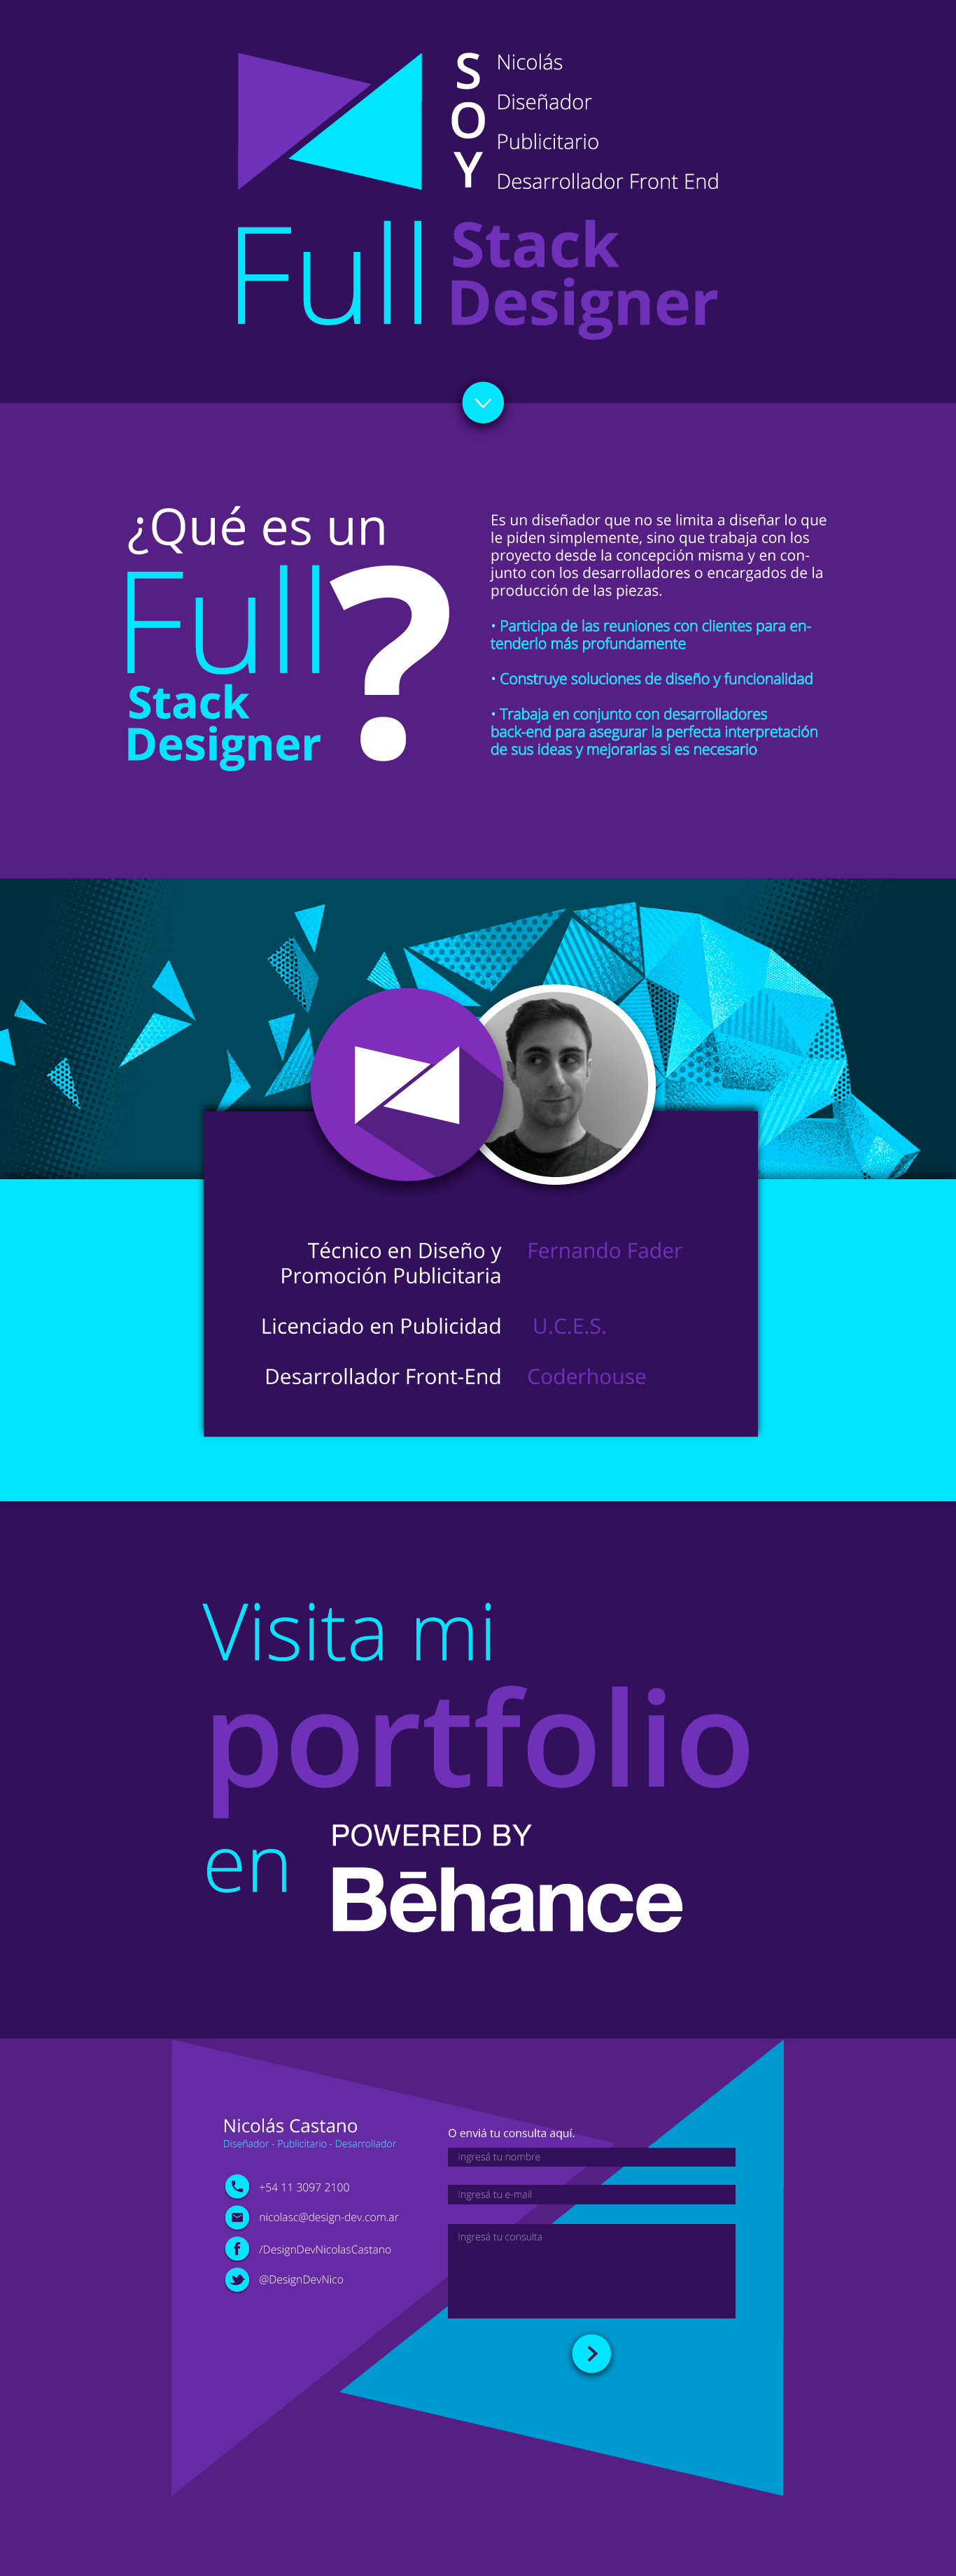 SOY
Nicolás
Diseñador
Publicitario
Desarrollador Front End
Full
Stack
Designer
¿Qué es un
Full
Stack
Designer
?
Es un diseñador que no se limita a diseñar lo que
le piden simplemente, sino que trabaja con los
proyecto desde la concepción misma y en con-
junto con los desarrolladores o encargados de la
producción de las piezas.
• Participa de las reuniones con clientes para en-
tenderlo más profundamente
• Construye soluciones de diseño y funcionalidad
• Trabaja en conjunto con desarrolladores
back-end para asegurar la perfecta interpretación
de sus ideas y mejorarlas si es necesario
Técnico en Diseño y
Promoción Publicitaria
Fernando Fader
Licenciado en Publicidad
U.C.E.S.
Desarrollador Front-End
Coderhouse
Visita mi
portfolio
en
POWERED BY
Bēhance
Nicolás Castano
Diseñador - Publicitario - Desarrollador
+54 11 3097 2100
nicolasc@design-dev.com.ar
/DesignDevNicolasCastano
@DesignDevNico
O enviá tu consulta aquí.
Ingresá tu nombre
Ingresá tu e-mail
Ingresá tu consulta